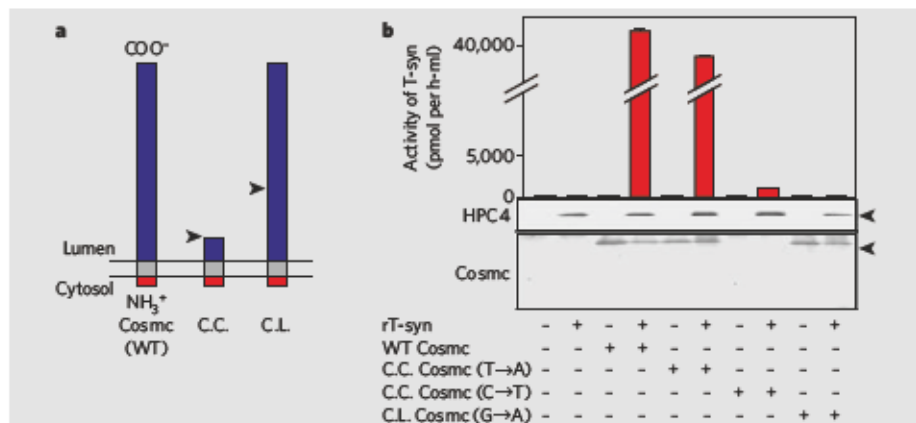 a
COO⁻
Lumen
Cytosol
NH₃⁺
Cosmc
(WT)
C.C.
C.L.
b
Activity of T-syn
(pmol per h-ml)
40,000
5,000
0
HPC4
Cosmc
rT-syn - + - + - + - + - +
WT Cosmc - - + + - - - - - -
C.C. Cosmc (T→A) - - - - + + - - - -
C.C. Cosmc (C→T) - - - - - - + + - -
C.L. Cosmc (G→A) - - - - - - - - + +